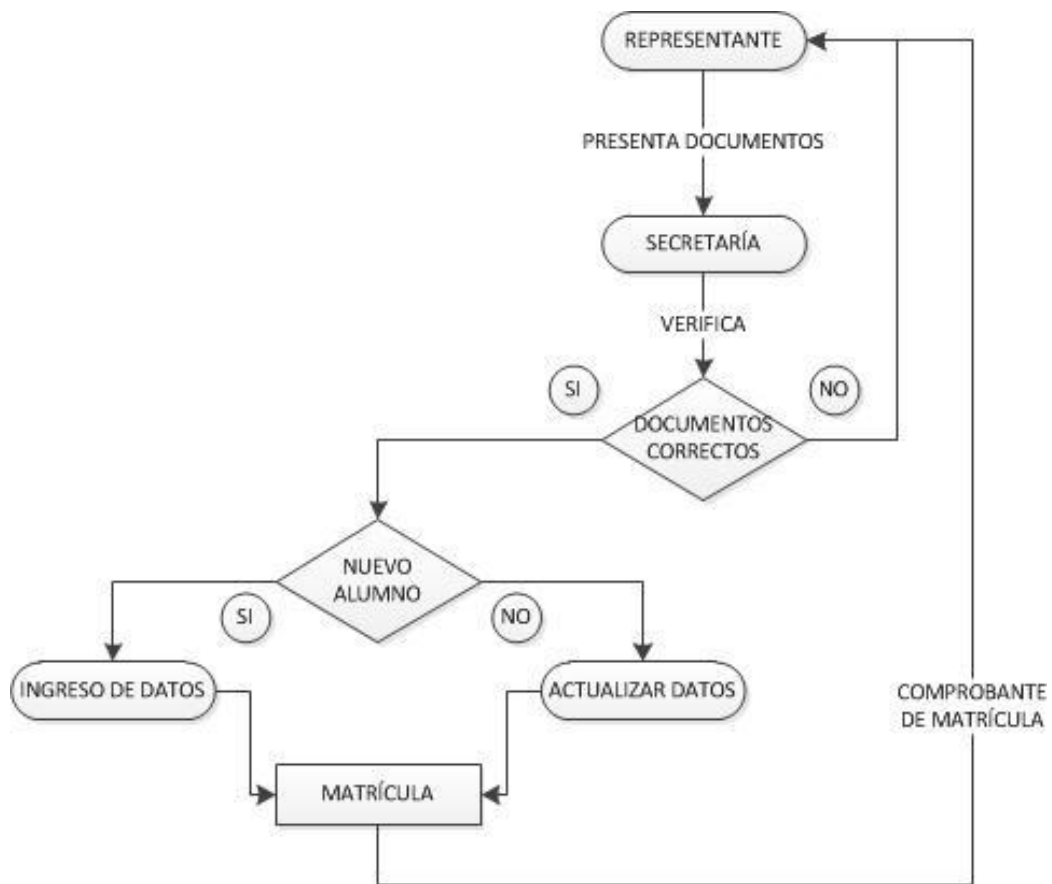 REPRESENTANTE
PRESENTA DOCUMENTOS
SECRETARÍA
VERIFICA
SI
NO
DOCUMENTOS
CORRECTOS
NUEVO
ALUMNO
SI
NO
INGRESO DE DATOS
ACTUALIZAR DATOS
COMPROBANTE
DE MATRÍCULA
MATRÍCULA